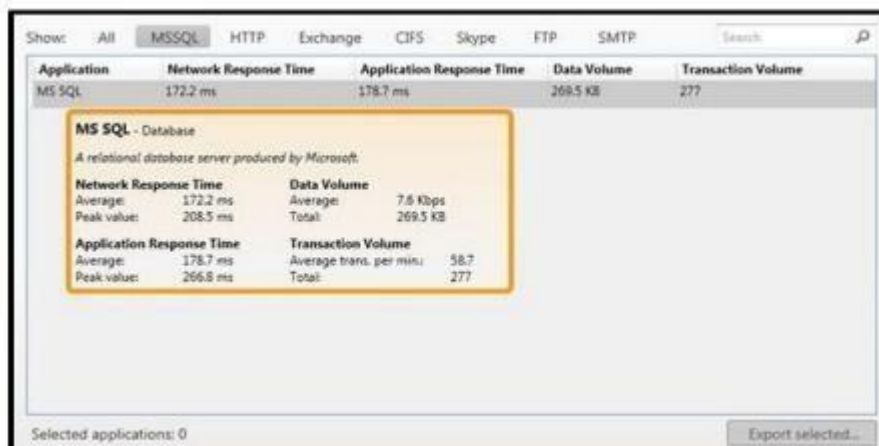 Show: All MSSQL HTTP Exchange CIFS Skype FTP SMTP Search
Application Network Response Time Application Response Time Data Volume Transaction Volume
MS SQL 172.2 ms 178.7 ms 269.5 KB 277
MS SQL - Database
A relational database server produced by Microsoft.
Network Response Time Data Volume
Average: 172.2 ms Average: 7.6 Kbps
Peak value: 208.5 ms Total: 269.5 KB
Application Response Time Transaction Volume
Average: 178.7 ms Average trans. per min.: 58.7
Peak value: 266.8 ms Total: 277
Selected applications: 0 Export selected...